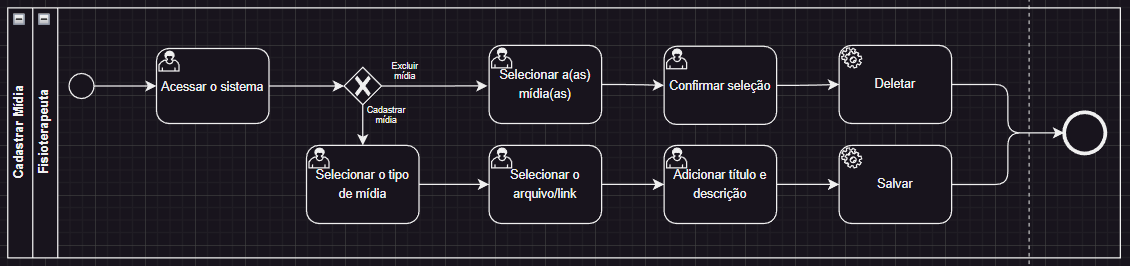 Cadastrar Mídia
Fisioterapeuta
Acessar o sistema
Excluir
mídia
Selecionar a(as)
mídia(as)
Confirmar seleção
Deletar
Cadastrar
mídia
Selecionar o tipo
de mídia
Selecionar o
arquivo/link
Adicionar título e
descrição
Salvar